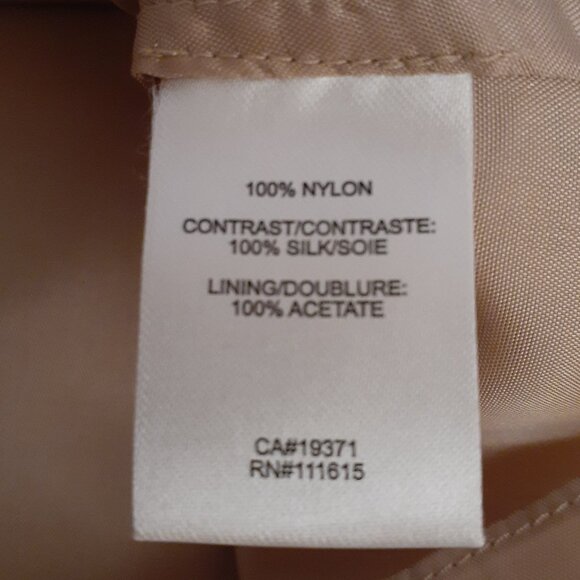 100% NYLON
CONTRAST/CONTRASTE:
100% SILK/SOIE
LINING/DOUBLURE:
100% ACETATE
CA#19371
RN#111615